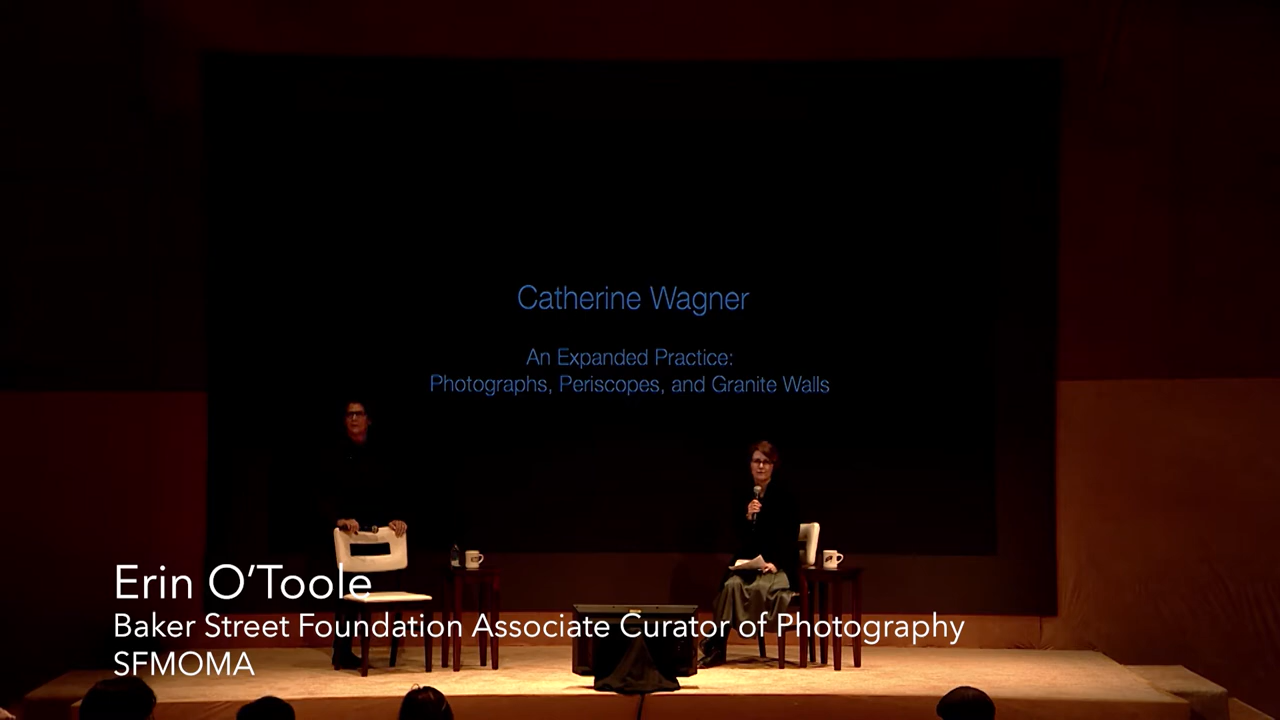 Catherine Wagner
An Expanded Practice:
Photographs, Periscopes, and Granite Walls
Erin O’Toole
Baker Street Foundation Associate Curator of Photography
SFMOMA